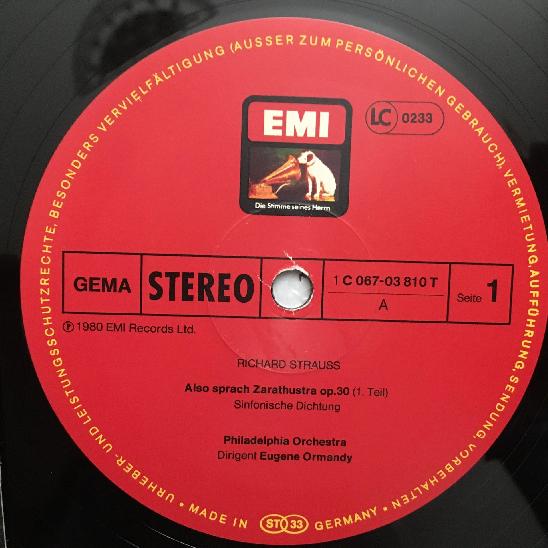 URHEBER- UND LEISTUNGSSCHUTZRECHTE, BESONDERS VERVIELFÄLTIGUNG (AUSSER ZUM PERSÖNLICHEN GEBRAUCH), VERMIETUNG, AUFFÜHRUNG, SENDUNG, VORBEHALTEN •
EMI
LC 0233
Die Stimme seines Herrn
GEMA STEREO 1 C 067-03 810 T
A
Seite 1
℗ 1980 EMI Records Ltd.
RICHARD STRAUSS
Also sprach Zarathustra op.30 (1. Teil)
Sinfonische Dichtung
Philadelphia Orchestra
Dirigent Eugene Ormandy
• MADE IN ST 33 GERMANY •